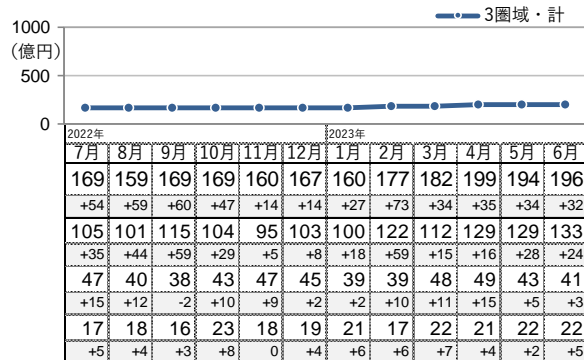 3圏域・計
1000
(億円)
500
0
2022年 2023年
7月 8月 9月 10月 11月 12月 1月 2月 3月 4月 5月 6月
169 159 169 169 160 167 160 177 182 199 194 196
+54 +59 +60 +47 +14 +14 +27 +73 +34 +35 +34 +32
105 101 115 104 95 103 100 122 112 129 129 133
+35 +44 +59 +29 +5 +8 +18 +59 +15 +16 +28 +24
47 40 38 43 47 45 39 39 48 49 43 41
+15 +12 -2 +10 +9 +2 +2 +10 +11 +15 +5 +3
17 18 16 23 18 19 21 17 22 21 22 22
+5 +4 +3 +8 0 +4 +6 +6 +7 +4 +2 +5